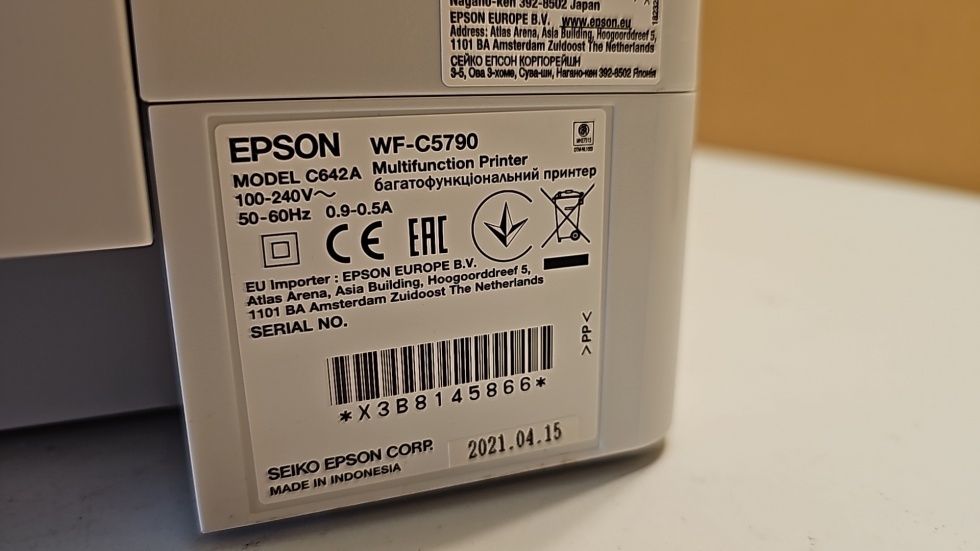 Nagano-ken 392-8502 Japan
EPSON EUROPE B.V. www.epson.eu
Address: Atlas Arena, Asia Building, Hoogoorddreef 5,
1101 BA Amsterdam Zuidoost The Netherlands
СЕЙКО ЕПСОН КОРПОРЕЙШН
3-5, Ова 3-хоме, Сува-ши, Нагано-кен 392-8502 Японія
EPSON WF-C5790
MODEL C642A Multifunction Printer
100-240V~ багатофункціональний принтер
50-60Hz 0.9-0.5A
CE EAC
EU Importer : EPSON EUROPE B.V.
Atlas Arena, Asia Building, Hoogoorddreef 5,
1101 BA Amsterdam Zuidoost The Netherlands
SERIAL NO.
>PP<
*X3B8145866*
SEIKO EPSON CORP. 2021.04.15
MADE IN INDONESIA